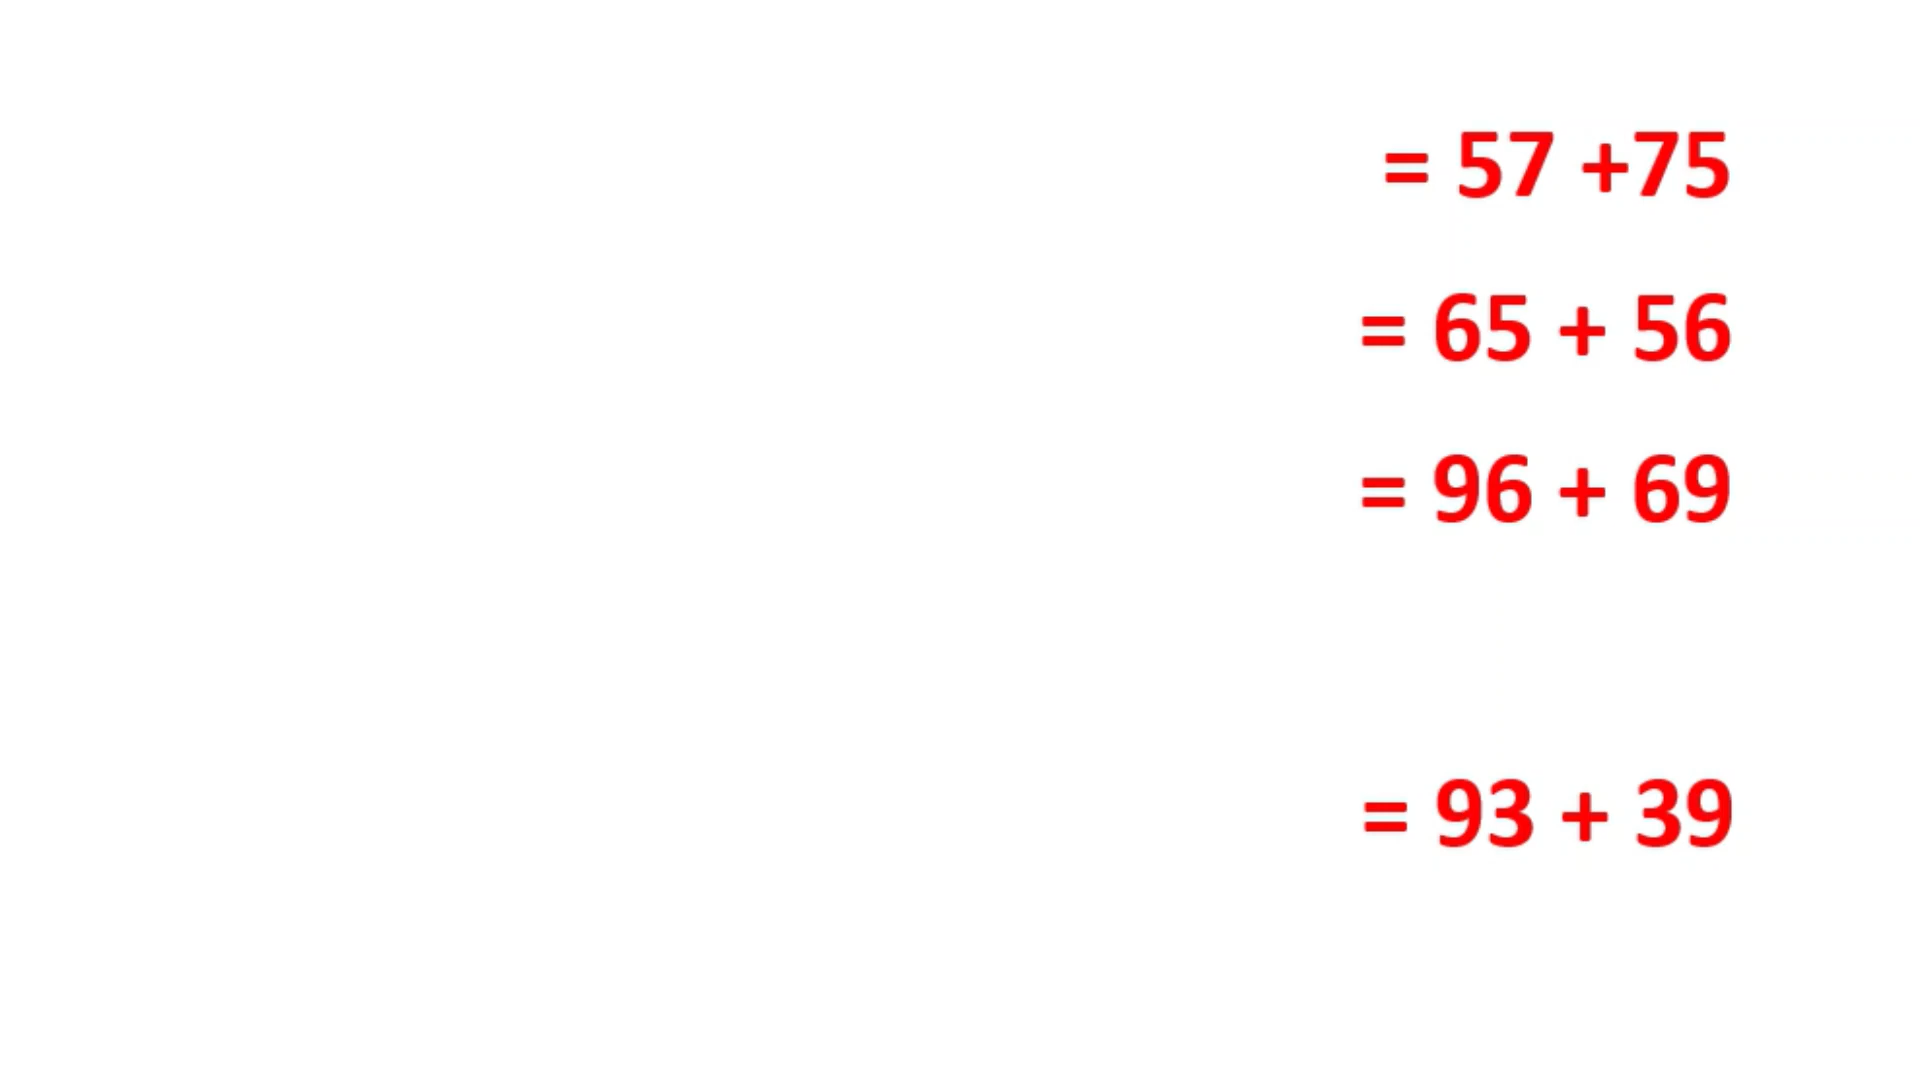 = 57 +75
= 65 + 56
= 96 + 69
= 93 + 39